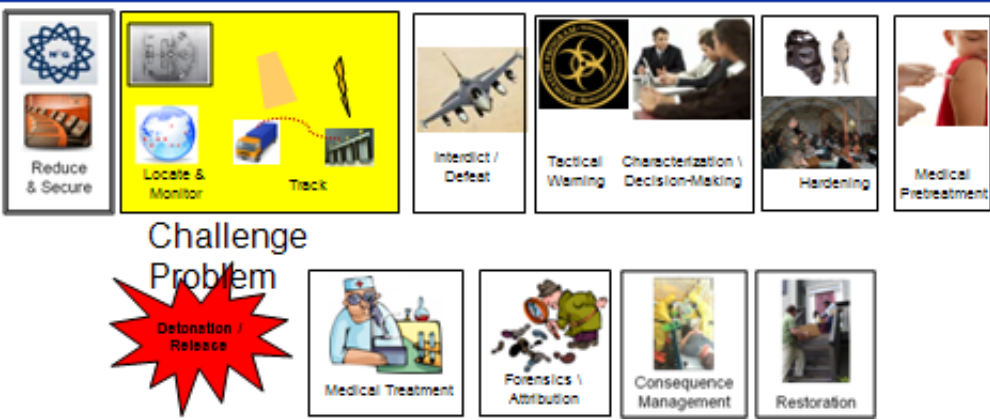 Reduce
& Secure
Locate &
Monitor
Track
Interdict /
Defeat
Tactical
Warning
Characterization \
Decision-Making
Hardening
Medical
Pretreatment
Challenge
Problem
Detonation /
Release
Medical Treatment
Forensics \
Attribution
Consequence
Management
Restoration